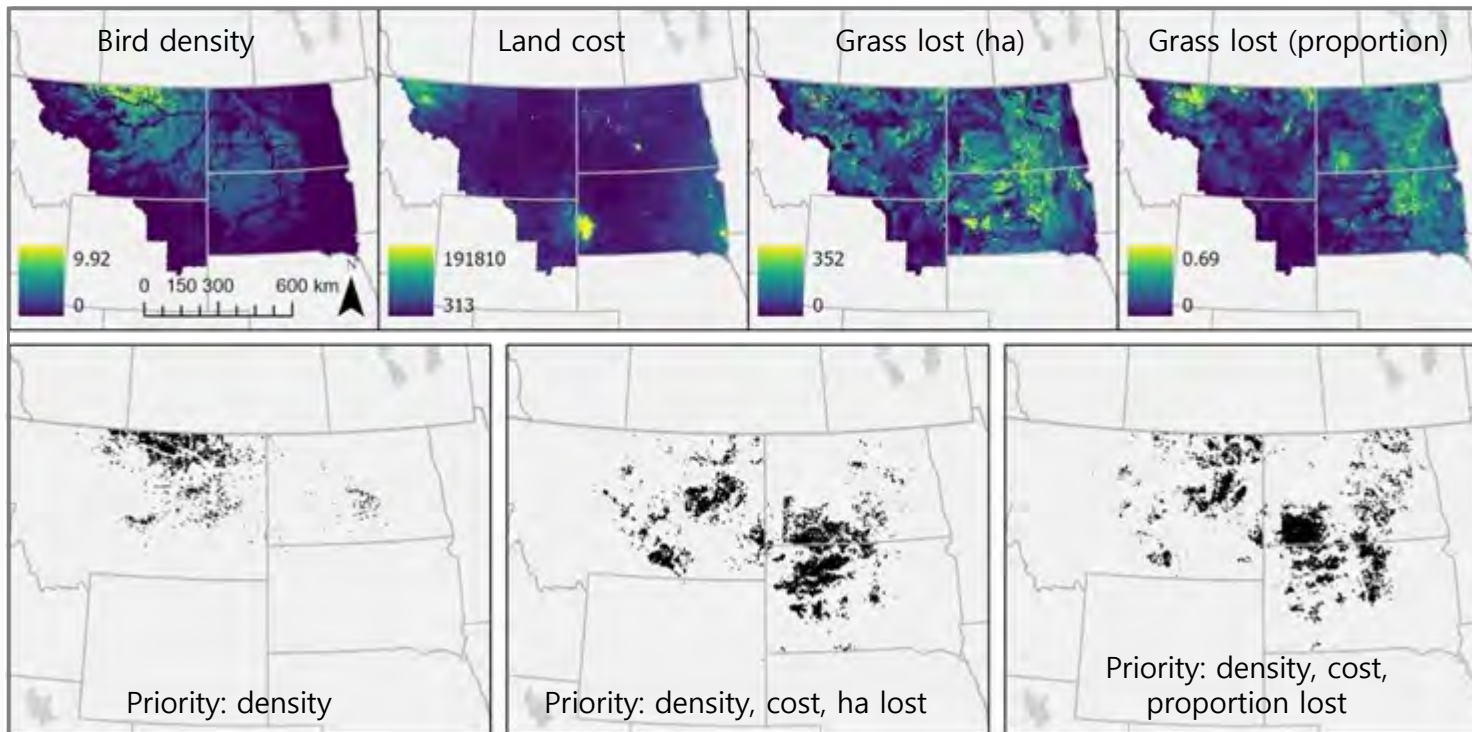 Bird density
Land cost
Grass lost (ha)
Grass lost (proportion)
9.92
0
0 150 300 600 km
N
191810
313
352
0
0.69
0
Priority: density
Priority: density, cost, ha lost
Priority: density, cost,
proportion lost